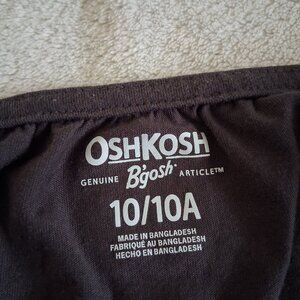 OSHKOSH
GENUINE B'gosh® ARTICLE™
10/10A
MADE IN BANGLADESH
FABRIQUÉ AU BANGLADESH
HECHO EN BANGLADESH